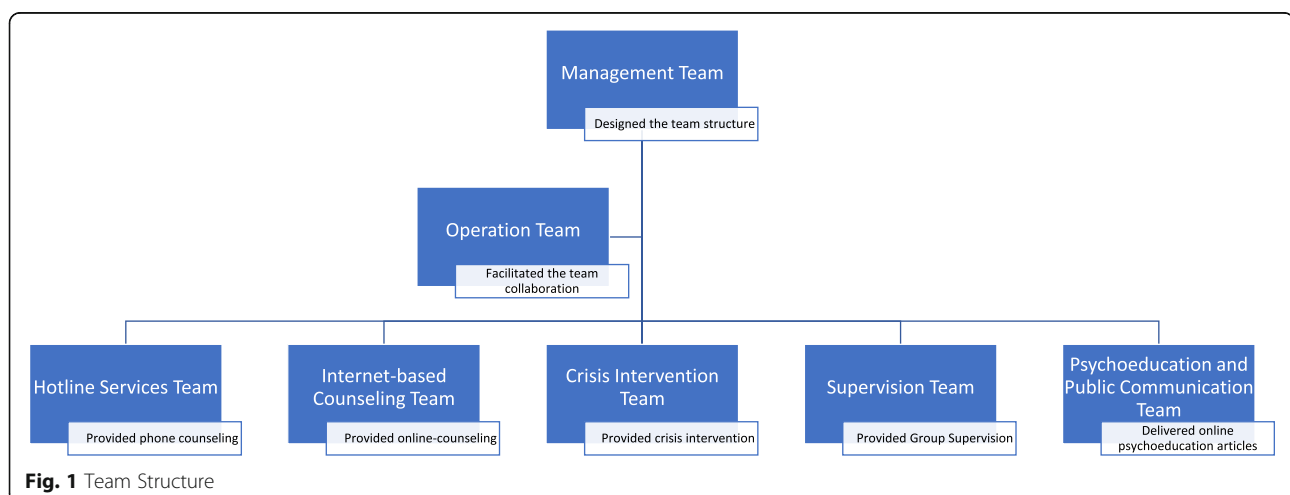 Management Team
Designed the team structure
Operation Team
Facilitated the team
collaboration
Hotline Services Team
Provided phone counseling
Internet-based
Counseling Team
Provided online-counseling
Crisis Intervention
Team
Provided crisis intervention
Supervision Team
Provided Group Supervision
Psychoeducation and
Public Communication
Team
Delivered online
psychoeducation articles
Fig. 1 Team Structure